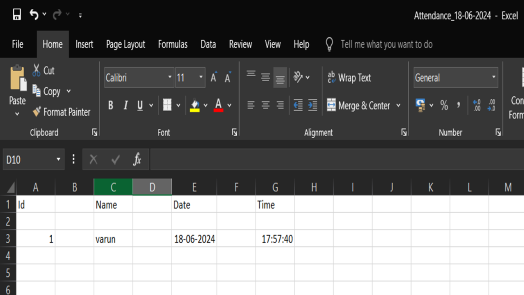 Attendance_18-06-2024 - Excel
File Home Insert Page Layout Formulas Data Review View Help Tell me what you want to do
Cut
Copy
Format Painter
Paste
Calibri 11
B I U
A A
ab Wrap Text
Merge & Center
General
% ,
Clipboard Font Alignment Number
D10 fx
A B C D E F G H I J K L M
1 Id Name Date Time
2
3 1 varun 18-06-2024 17:57:40
4
5
6